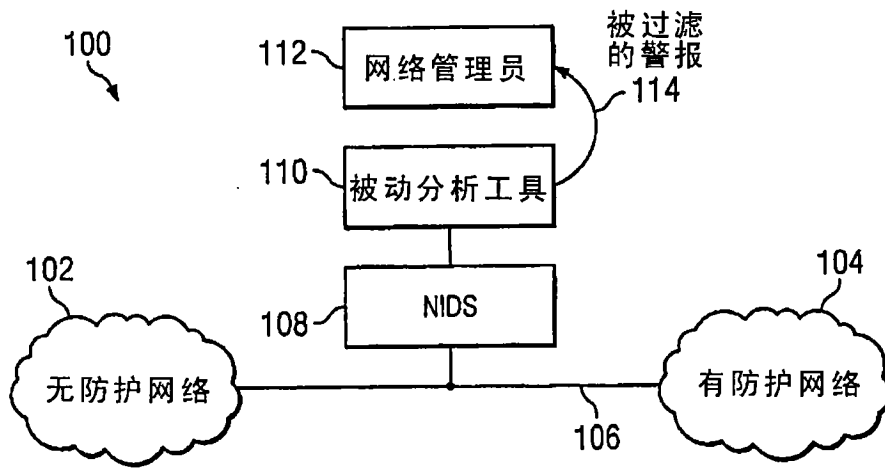 100
112
网络管理员
被过滤
的警报
114
110
被动分析工具
102
无防护网络
108
NIDS
104
有防护网络
106